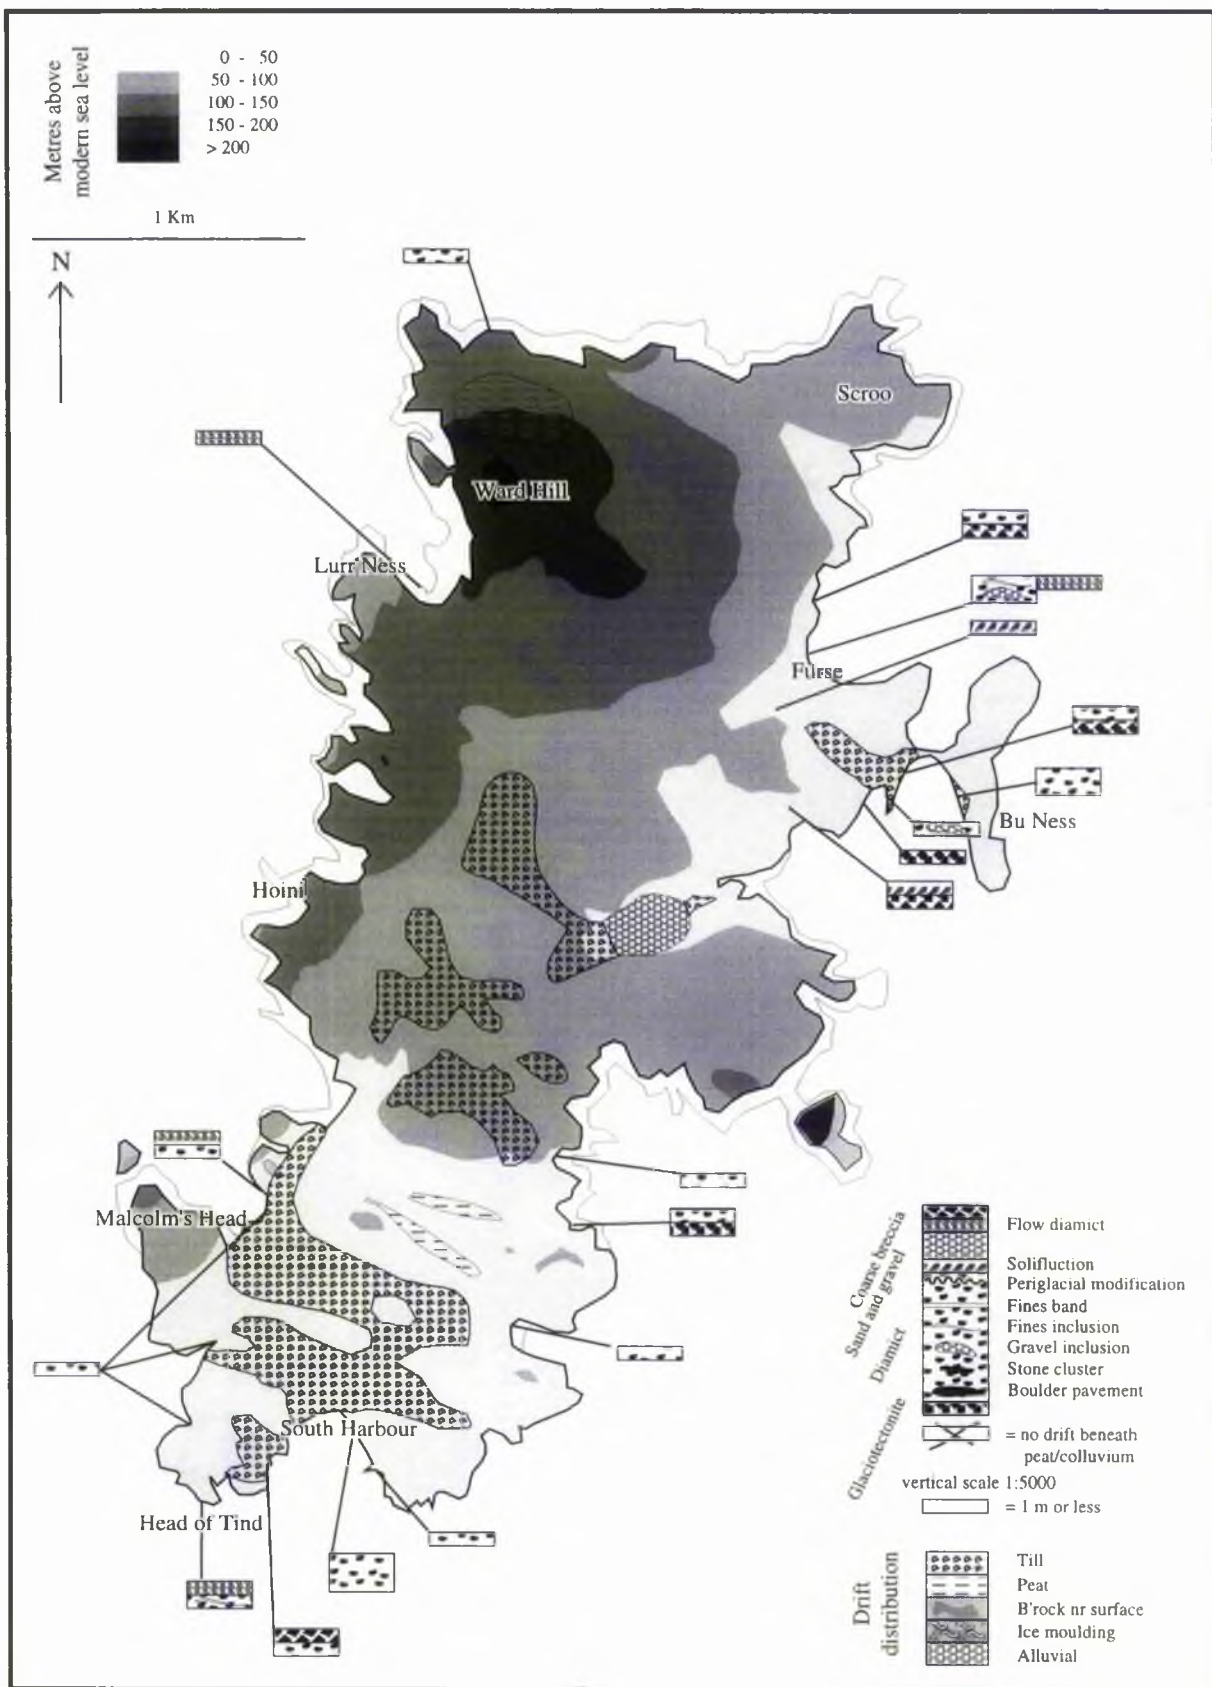 Metres above
modern sea level
0 - 50
50 - 100
100 - 150
150 - 200
> 200
1 Km
N
Scroo
Ward Hill
Lurr Ness
Furse
Bu Ness
Hoini
Malcolm's Head
South Harbour
Head of Tind
Coarse breccia
Sand and gravel
Diamict
Glaciotectonite
Flow diamict
Solifluction
Periglacial modification
Fines band
Fines inclusion
Gravel inclusion
Stone cluster
Boulder pavement
= no drift beneath
peat/colluvium
vertical scale 1:5000
= 1 m or less
Drift
distribution
Till
Peat
B'rock nr surface
Ice moulding
Alluvial